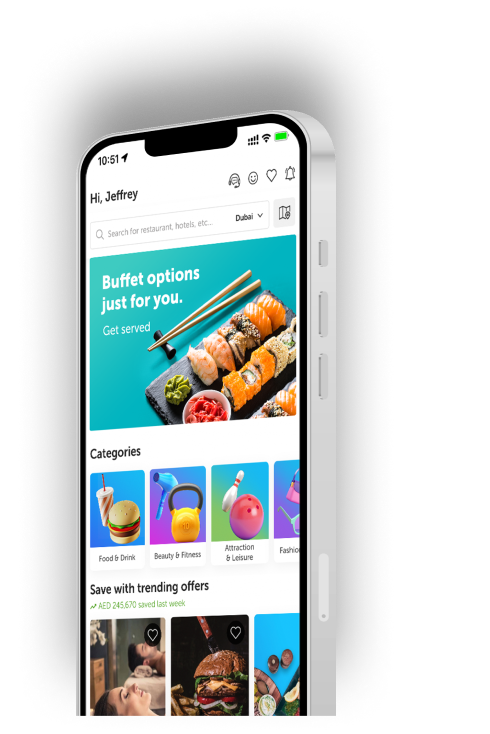 10:51
Hi, Jeffrey
Search for restaurant, hotels, etc...
Dubai
Buffet options
just for you.
Get served
Categories
Food & Drink
Beauty & Fitness
Attraction
& Leisure
Fashio
Save with trending offers
AED 245,670 saved last week